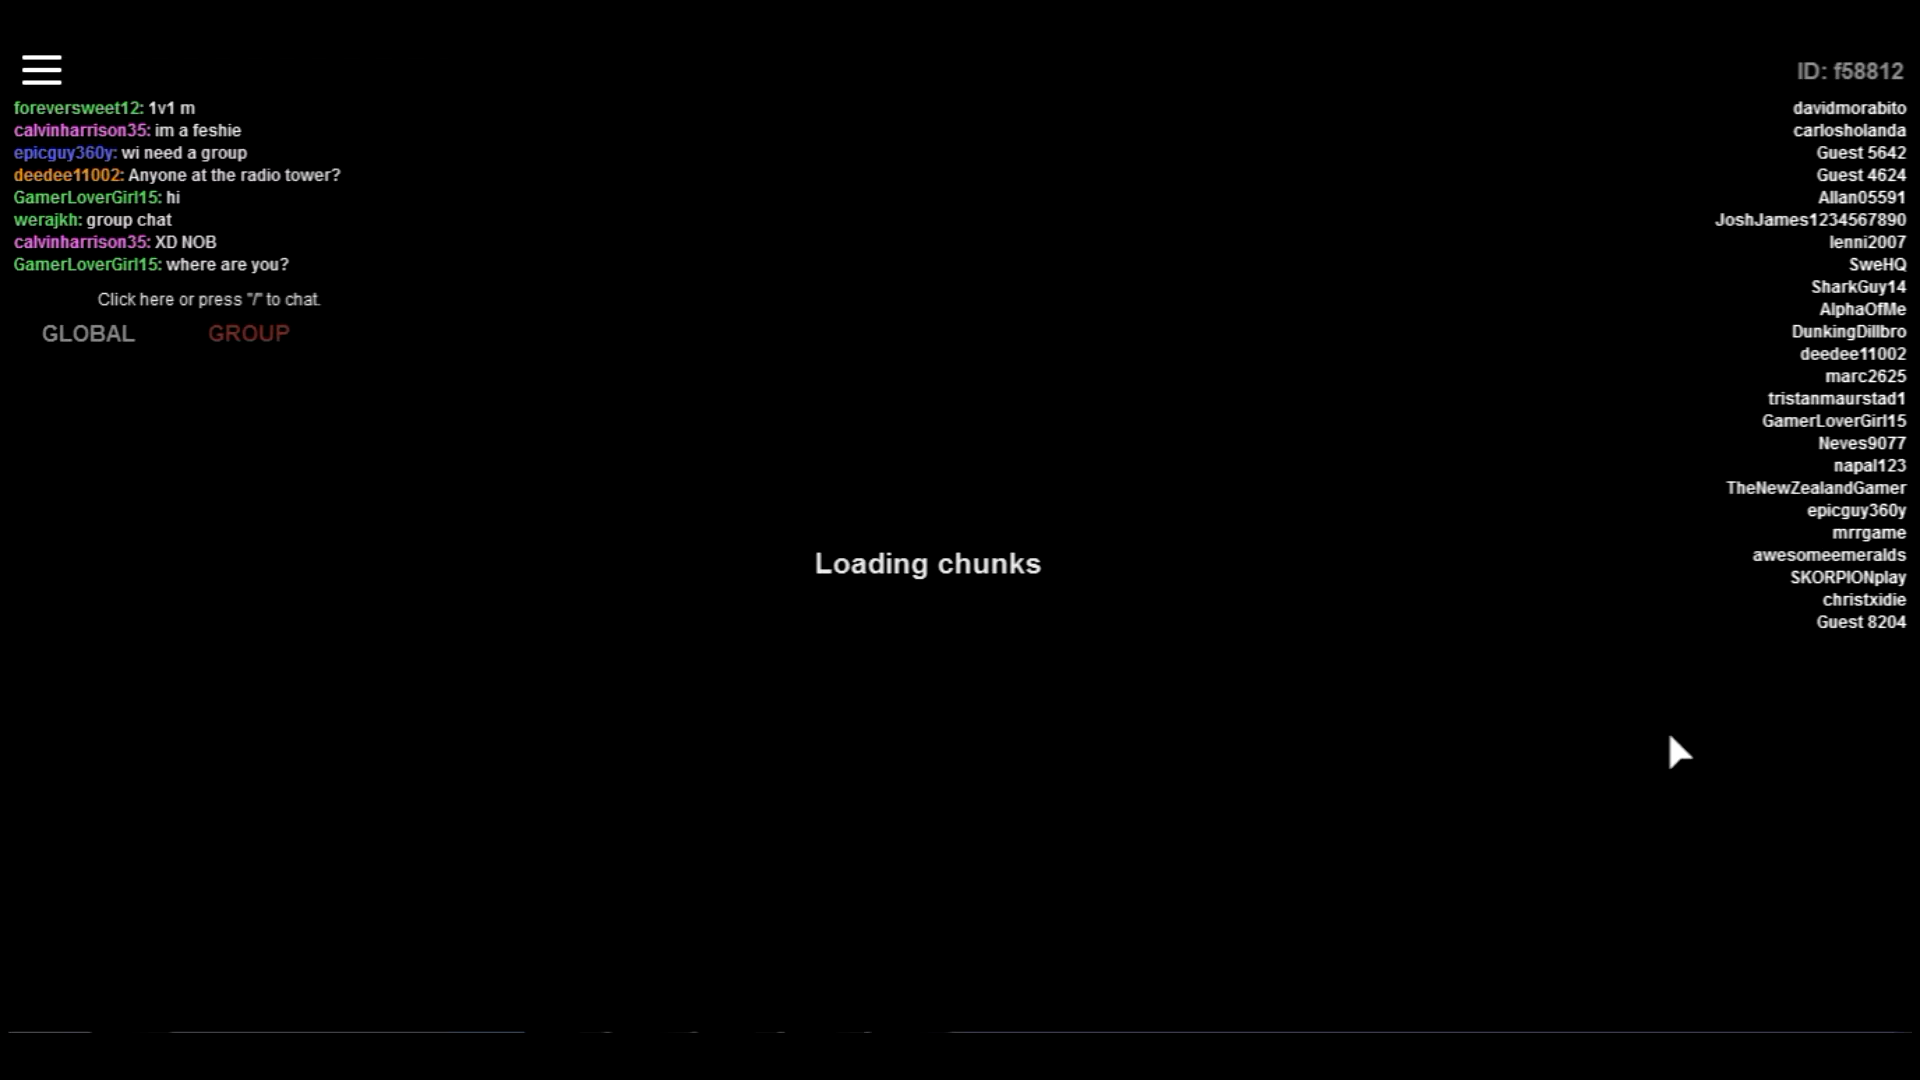 ID: f58812
foreversweet12: 1v1 m
calvinharrison35: im a feshie
epicguy360y: wi need a group
deedee11002: Anyone at the radio tower?
GamerLoverGirl15: hi
werajkh: group chat
calvinharrison35: XD NOB
GamerLoverGirl15: where are you?
Click here or press "/" to chat.
GLOBAL GROUP
davidmorabito
carlosholanda
Guest 5642
Guest 4624
Allan05591
JoshJames1234567890
lenni2007
SweHQ
SharkGuy14
AlphaOfMe
DunkingDillbro
deedee11002
marc2625
tristanmaurstad1
GamerLoverGirl15
Neves9077
napal123
TheNewZealandGamer
epicguy360y
mrrgame
awesomeemeralds
SKORPIONplay
christxidie
Guest 8204
Loading chunks